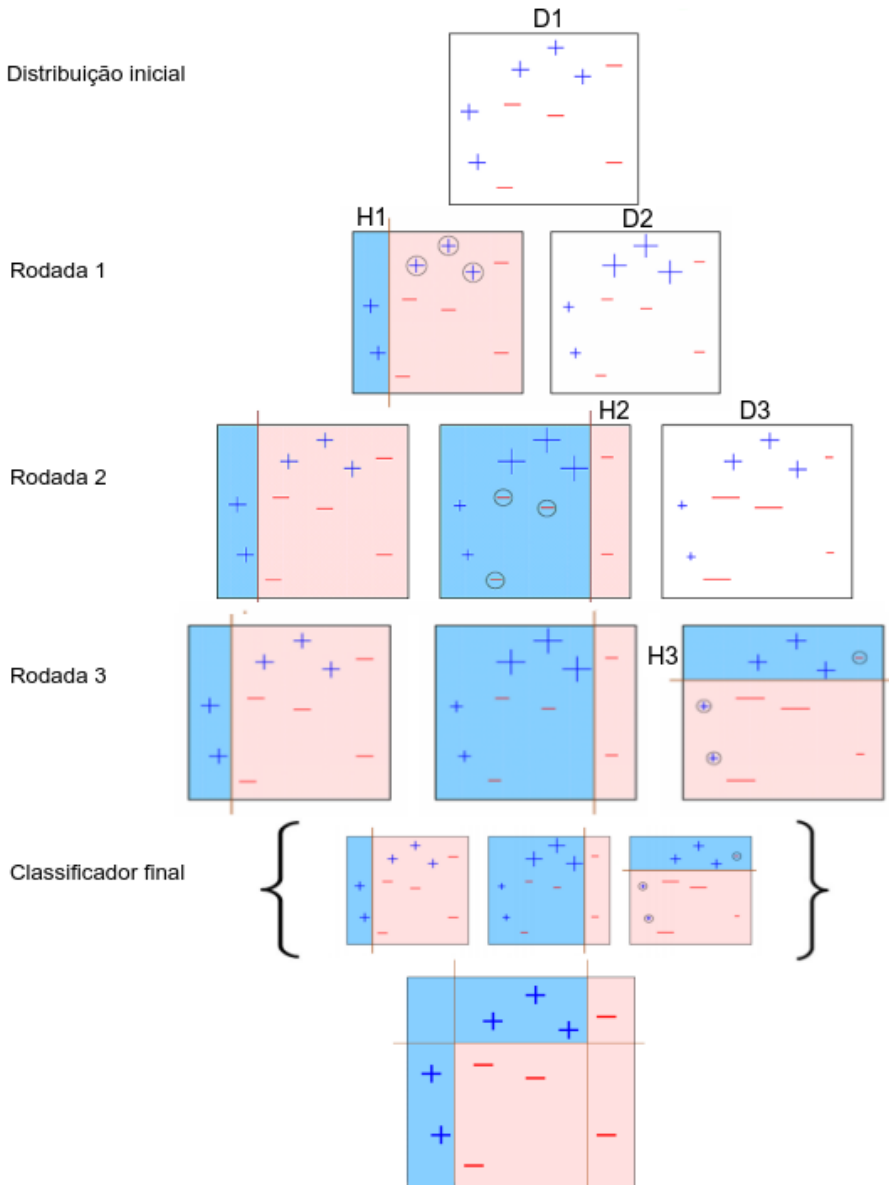 D1
Distribuição inicial
H1 D2
Rodada 1
H2 D3
Rodada 2
H3
Rodada 3
Classificador final